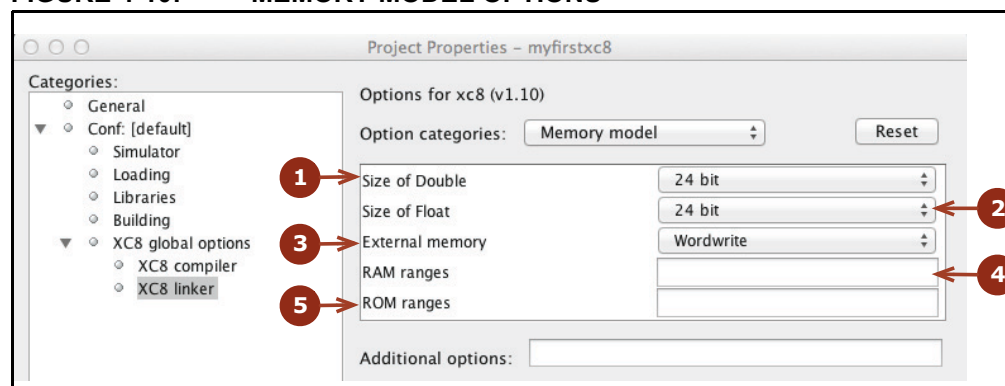 FIGURE 4-10: MEMORY MODEL OPTIONS
Project Properties – myfirstxc8
Categories:
General
Conf: [default]
Simulator
Loading
Libraries
Building
XC8 global options
XC8 compiler
XC8 linker
Options for xc8 (v1.10)
Option categories: Memory model Reset
1 Size of Double 24 bit
Size of Float 24 bit 2
3 External memory Wordwrite
RAM ranges 4
5 ROM ranges
Additional options: